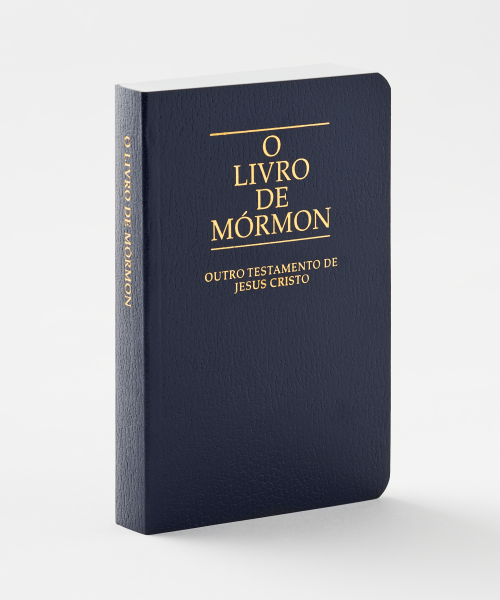 O LIVRO DE MÓRMON
O
LIVRO
DE
MÓRMON
OUTRO TESTAMENTO DE
JESUS CRISTO